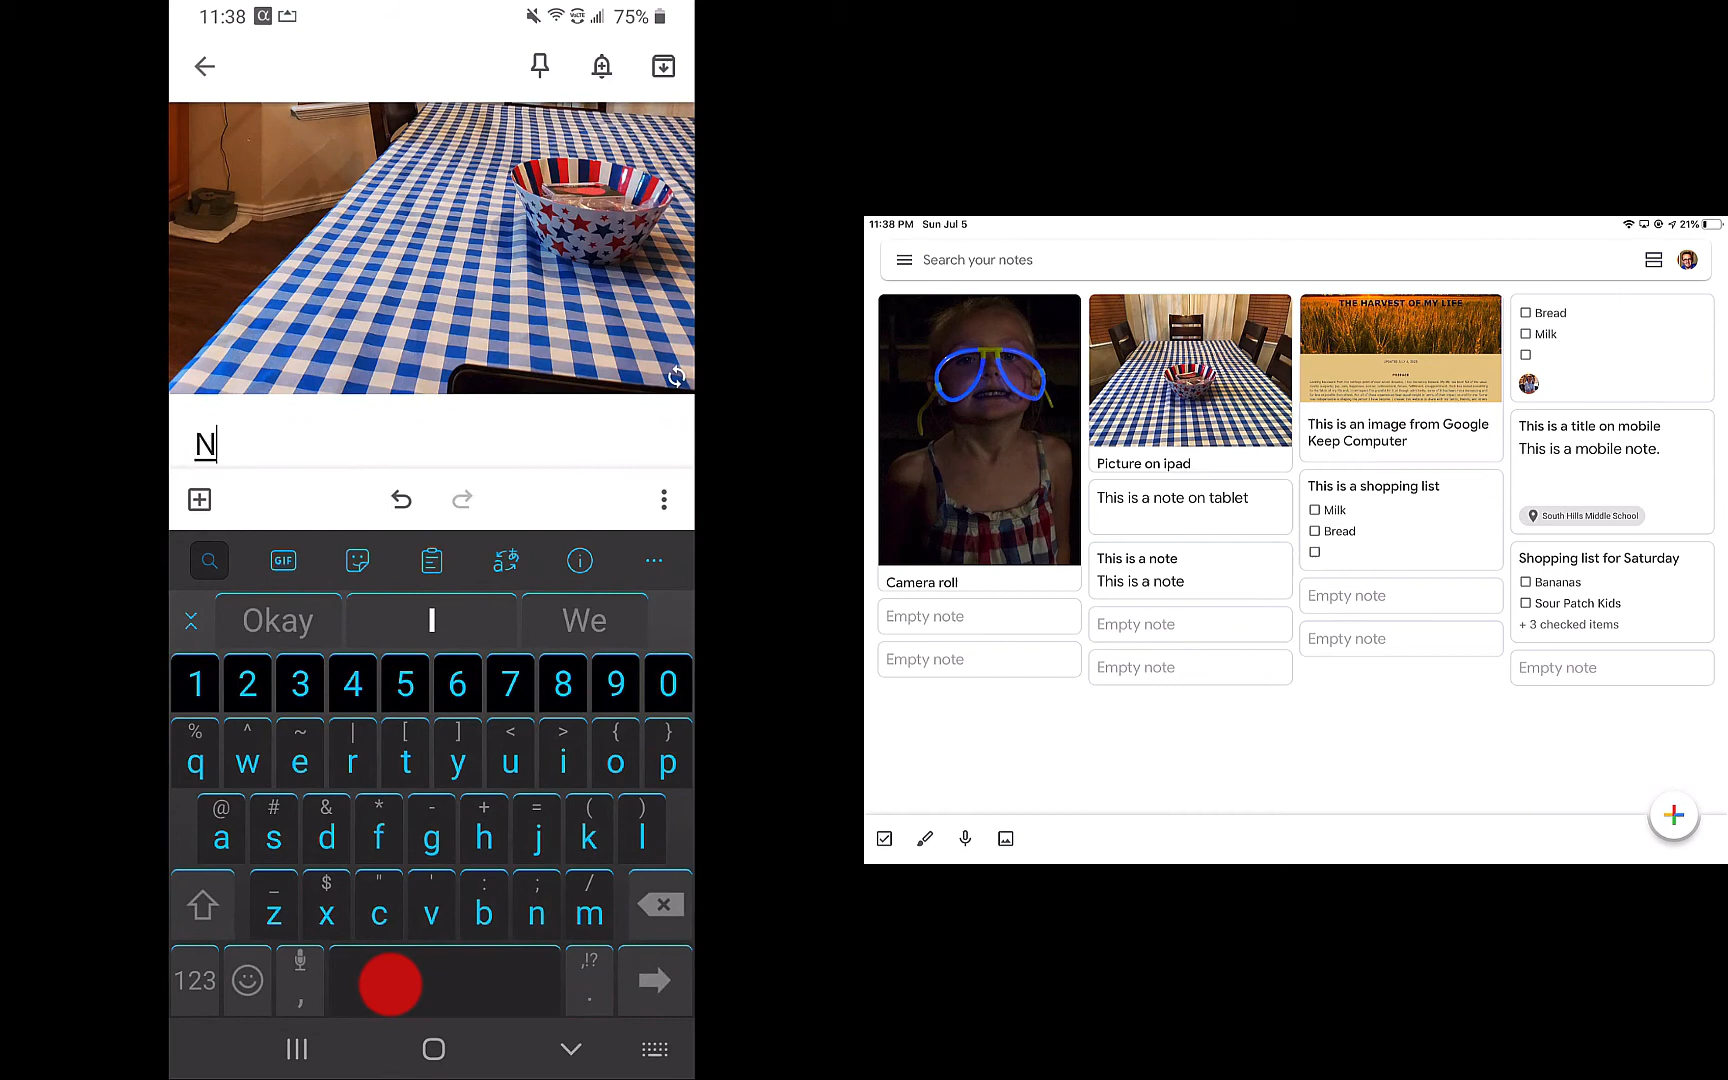 11:38 α VoLTE 75%
N
GIF
Okay I We
1 2 3 4 5 6 7 8 9 0
% ^ ~ | [ ] < > { }
q w e r t y u i o p
@ # & * - + = ( )
a s d f g h j k l
_ $ " ' : ; /
z x c v b n m
,!?
123 , .
11:38 PM Sun Jul 5 21%
Search your notes
Camera roll
Empty note
Empty note
Picture on ipad
This is a note on tablet
This is a note
This is a note
Empty note
Empty note
THE HARVEST OF MY LIFE
PREFACE
This is an image from Google
Keep Computer
This is a shopping list
Milk
Bread
Empty note
Empty note
Bread
Milk
This is a title on mobile
This is a mobile note.
South Hills Middle School
Shopping list for Saturday
Bananas
Sour Patch Kids
+ 3 checked items
Empty note